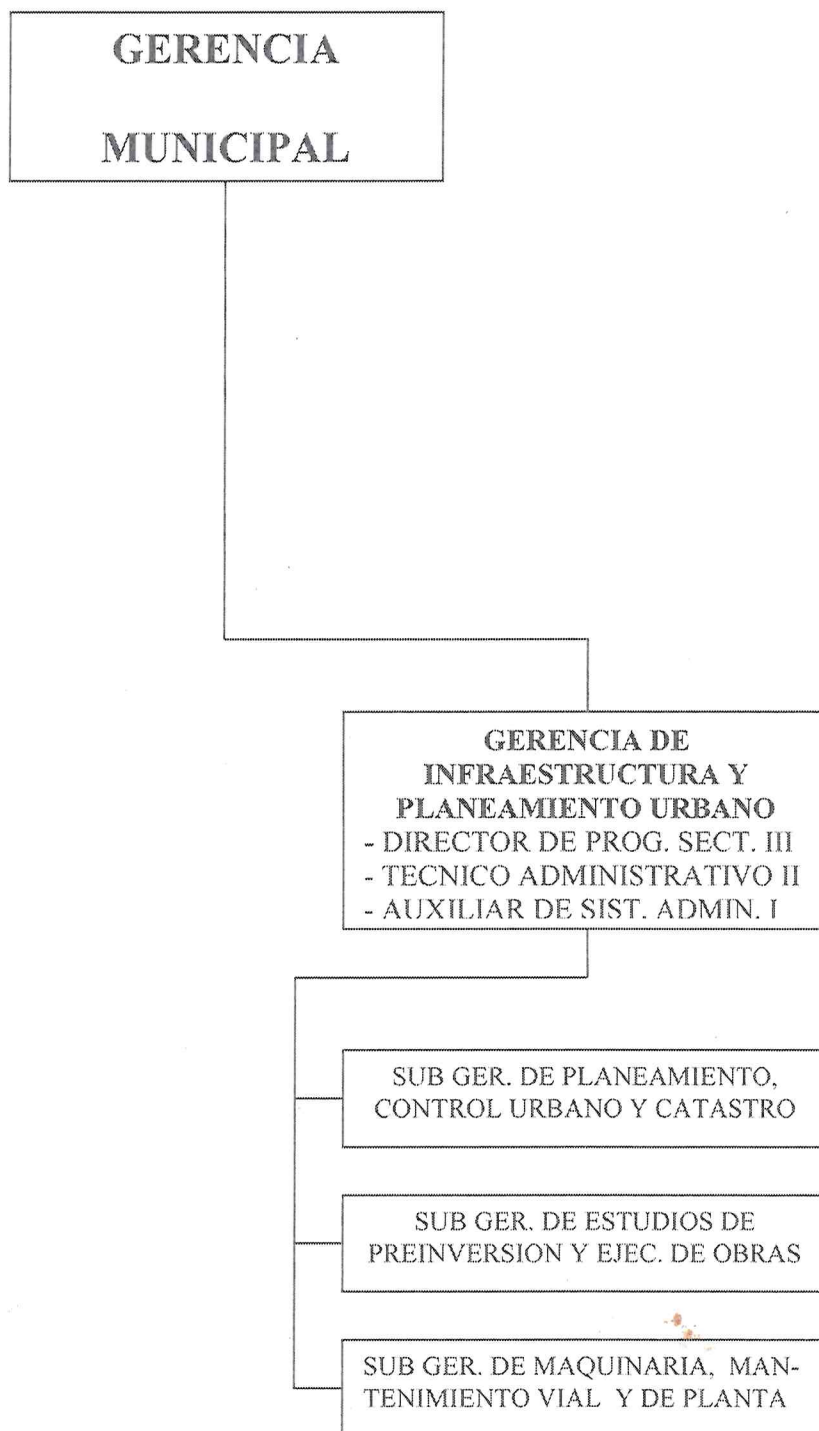 GERENCIA
MUNICIPAL
GERENCIA DE
INFRAESTRUCTURA Y
PLANEAMIENTO URBANO
- DIRECTOR DE PROG. SECT. III
- TECNICO ADMINISTRATIVO II
- AUXILIAR DE SIST. ADMIN. I
SUB GER. DE PLANEAMIENTO,
CONTROL URBANO Y CATASTRO
SUB GER. DE ESTUDIOS DE
PREINVERSION Y EJEC. DE OBRAS
SUB GER. DE MAQUINARIA, MAN-
TENIMIENTO VIAL Y DE PLANTA